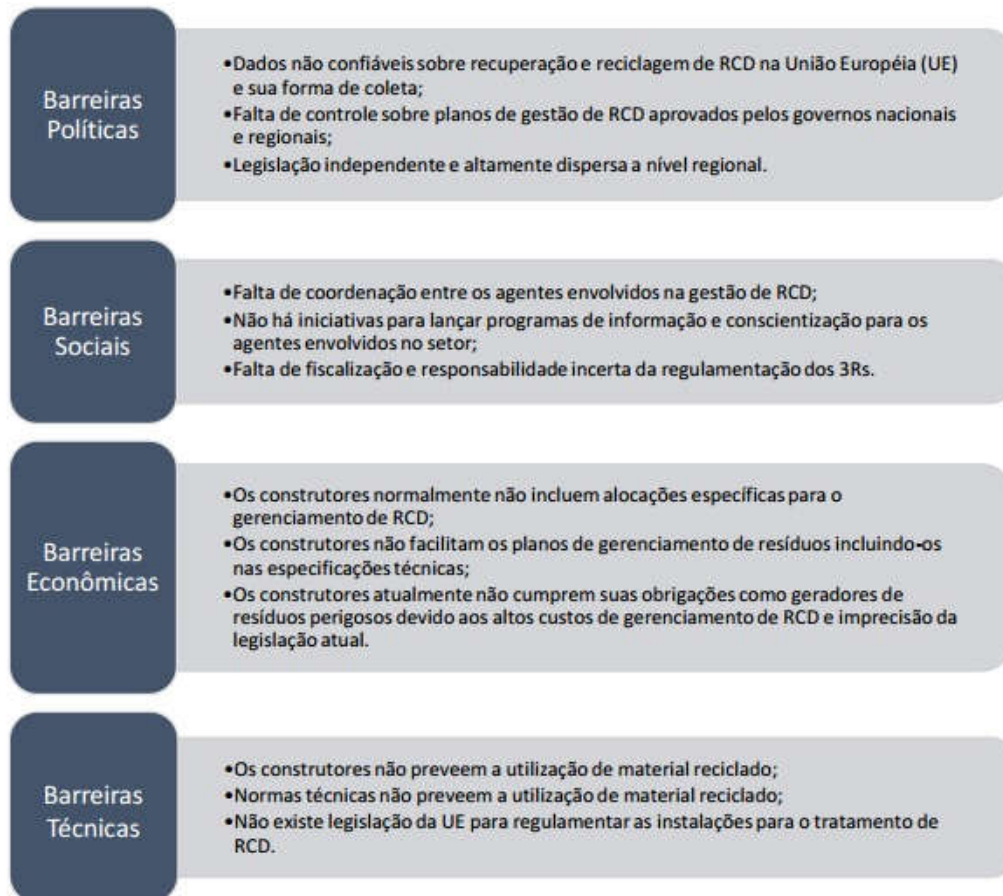 Barreiras
Políticas
•Dados não confiáveis sobre recuperação e reciclagem de RCD na União Européia (UE)
e sua forma de coleta;
•Falta de controle sobre planos de gestão de RCD aprovados pelos governos nacionais
e regionais;
•Legislação independente e altamente dispersa a nível regional.
Barreiras
Sociais
•Falta de coordenação entre os agentes envolvidos na gestão de RCD;
•Não há iniciativas para lançar programas de informação e conscientização para os
agentes envolvidos no setor;
•Falta de fiscalização e responsabilidade incerta da regulamentação dos 3Rs.
Barreiras
Econômicas
•Os construtores normalmente não incluem alocações específicas para o
gerenciamento de RCD;
•Os construtores não facilitam os planos de gerenciamento de resíduos incluindo-os
nas especificações técnicas;
•Os construtores atualmente não cumprem suas obrigações como geradores de
resíduos perigosos devido aos altos custos de gerenciamento de RCD e imprecisão da
legislação atual.
Barreiras
Técnicas
•Os construtores não preveem a utilização de material reciclado;
•Normas técnicas não preveem a utilização de material reciclado;
•Não existe legislação da UE para regulamentar as instalações para o tratamento de
RCD.